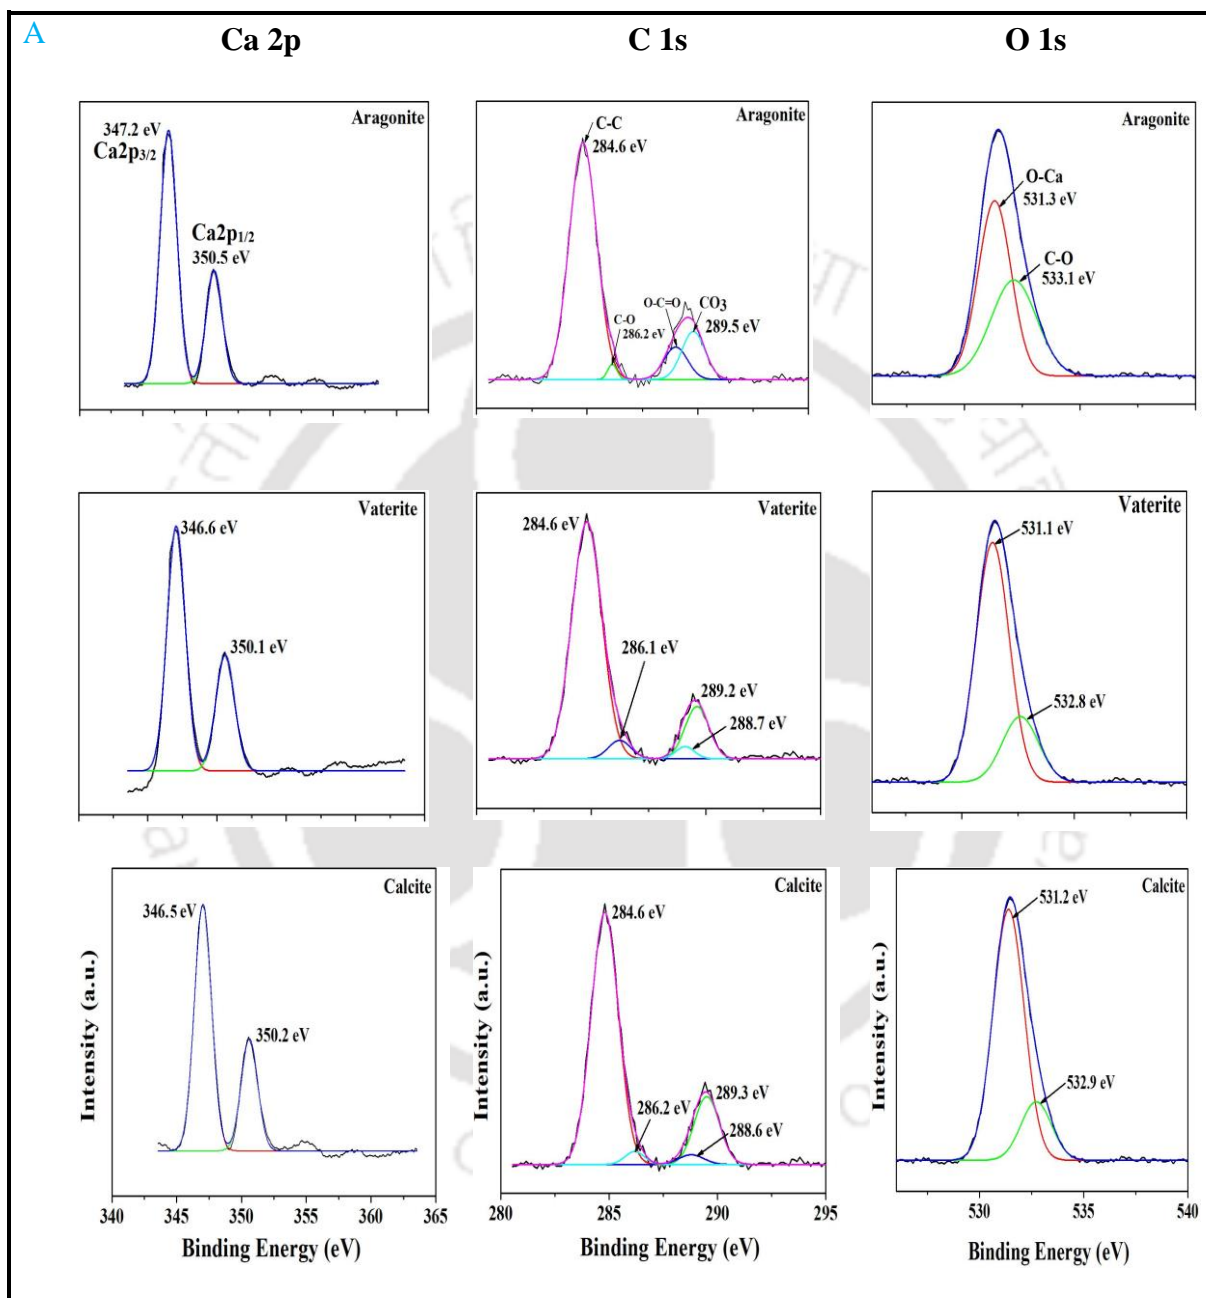 A
Ca 2p
C 1s
O 1s
Aragonite
347.2 eV
Ca2p3/2
Ca2p1/2
350.5 eV
Aragonite
C-C
284.6 eV
C-O
286.2 eV
O-C=O
CO3
289.5 eV
Aragonite
O-Ca
531.3 eV
C-O
533.1 eV
Vaterite
346.6 eV
350.1 eV
Vaterite
284.6 eV
286.1 eV
289.2 eV
288.7 eV
Vaterite
531.1 eV
532.8 eV
Calcite
346.5 eV
350.2 eV
Intensity (a.u.)
340 345 350 355 360 365
Binding Energy (eV)
Calcite
284.6 eV
286.2 eV
289.3 eV
288.6 eV
Intensity (a.u.)
280 285 290 295
Binding Energy (eV)
Calcite
531.2 eV
532.9 eV
Intensity (a.u.)
530 535 540
Binding Energy (eV)